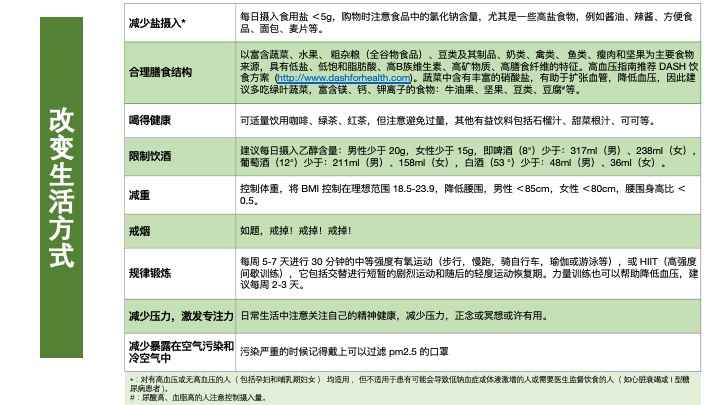 改变生活方式
减少盐摄入*
每日摄入食用盐 <5g，购物时注意食品中的氯化钠含量，尤其是一些高盐食物，例如酱油、辣酱、方便食
品、面包、麦片等。
合理膳食结构
以富含蔬菜、水果、 粗杂粮（全谷物食品）、豆类及其制品、奶类、禽类、 鱼类、瘦肉和坚果为主要食物
来源，具有低盐、低饱和脂肪酸、高B族维生素、高矿物质、高膳食纤维的特征。高血压指南推荐 DASH 饮
食方案（http://www.dashforhealth.com)。蔬菜中含有丰富的硝酸盐，有助于扩张血管，降低血压，因此建
议多吃绿叶蔬菜，富含镁、钙、钾离子的食物：牛油果、坚果、豆类、豆腐*等。
喝得健康
可适量饮用咖啡、绿茶、红茶，但注意避免过量，其他有益饮料包括石榴汁、甜菜根汁、可可等。
限制饮酒
建议每日摄入乙醇含量：男性少于 20g，女性少于 15g，即啤酒（8°）少于：317ml（男）、238ml（女），
葡萄酒（12°）少于：211ml（男）、158ml（女），白酒（53 °）少于：48ml（男）、36ml（女）。
减重
控制体重，将 BMI 控制在理想范围 18.5-23.9，降低腰围，男性 <85cm，女性 <80cm，腰围身高比 <
0.5。
戒烟
如题，戒掉！戒掉！戒掉！
规律锻炼
每周 5-7 天进行 30 分钟的中等强度有氧运动（步行，慢跑，骑自行车，瑜伽或游泳等），或 HIIT（高强度
间歇训练），它包括交替进行短暂的剧烈运动和随后的轻度运动恢复期。力量训练也可以帮助降低血压，建
议每周 2-3 天。
减少压力，激发专注力
日常生活中注意关注自己的精神健康，减少压力，正念或冥想或许有用。
减少暴露在空气污染和
冷空气中
污染严重的时候记得戴上可以过滤 pm2.5 的口罩
*：对有高血压或无高血压的人（ 包括孕妇和哺乳期妇女） 均适用，但不适用于患有可能会导致低钠血症或体液激增的人或需要医生监督饮食的人（ 如心脏衰竭或 I 型糖
尿病患者）。
#：尿酸高、血脂高的人注意控制摄入量。